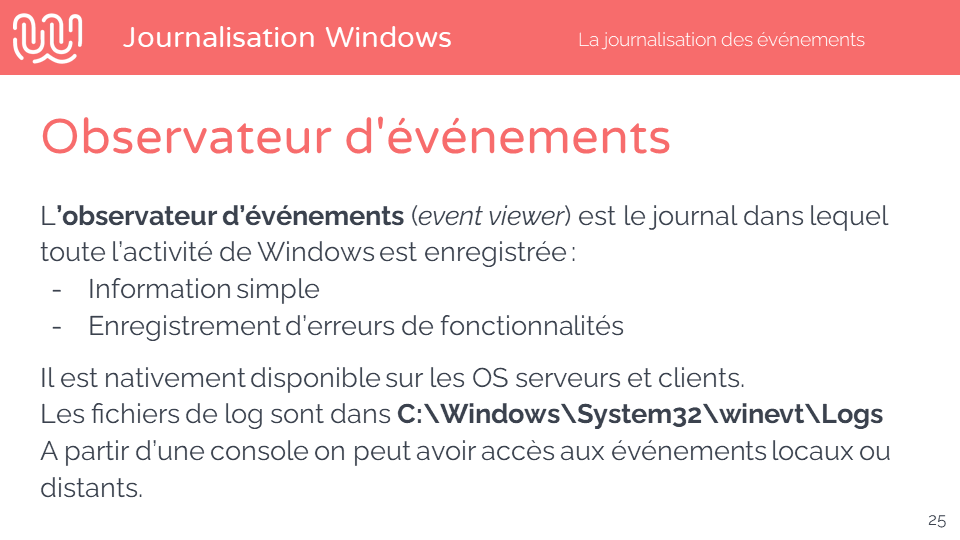 Journalisation Windows
La journalisation des événements
Observateur d'événements
L’observateur d’événements (event viewer) est le journal dans lequel
toute l’activité de Windows est enregistrée :
- Information simple
- Enregistrement d’erreurs de fonctionnalités
Il est nativement disponible sur les OS serveurs et clients.
Les fichiers de log sont dans C:\Windows\System32\winevt\Logs
A partir d’une console on peut avoir accès aux événements locaux ou
distants.
25